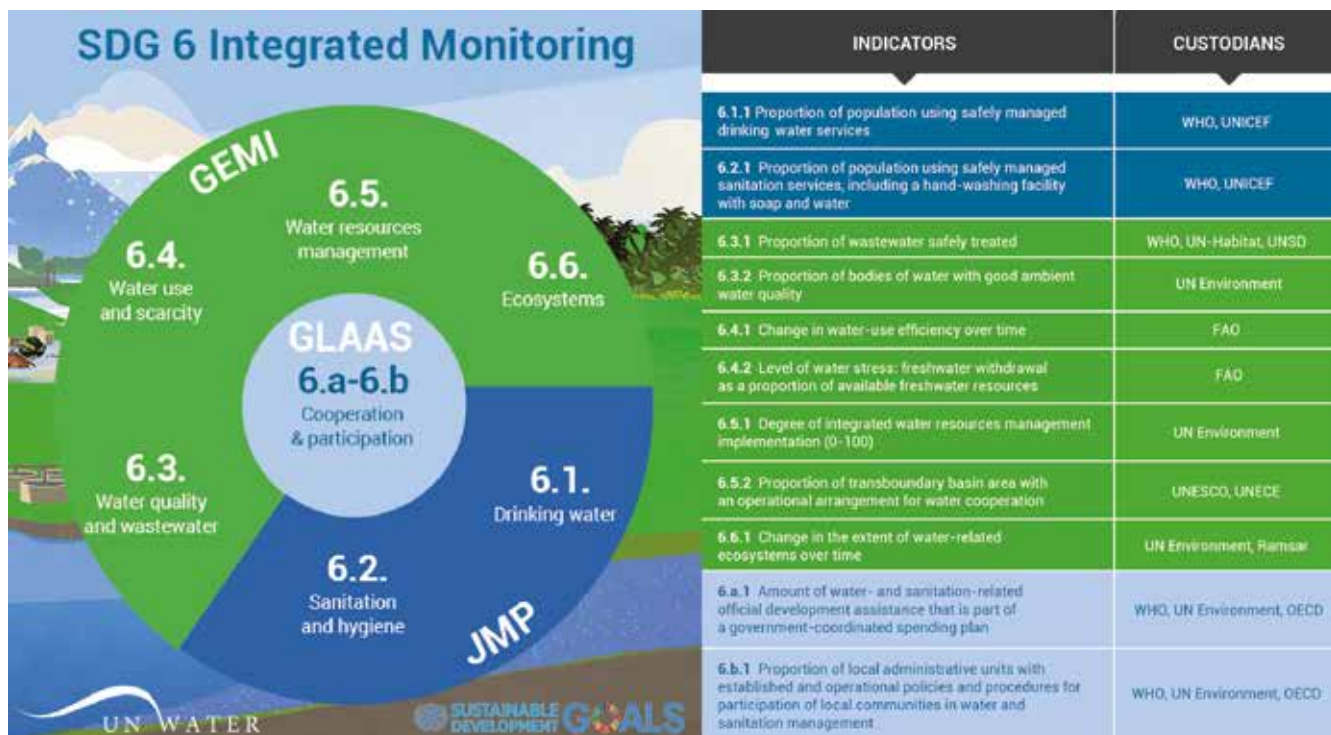 SDG 6 Integrated Monitoring
GEMI
6.5.
Water resources
management
6.4.
Water use
and scarcity
6.6.
Ecosystems
GLAAS
6.a-6.b
Cooperation
& participation
6.3.
Water quality
and wastewater
6.1.
Drinking water
6.2.
Sanitation
and hygiene
JMP
UN WATER
SUSTAINABLE
DEVELOPMENT
GOALS
INDICATORS
CUSTODIANS
6.1.1 Proportion of population using safely managed
drinking water services
WHO, UNICEF
6.2.1 Proportion of population using safely managed
sanitation services, including a hand-washing facility
with soap and water
WHO, UNICEF
6.3.1 Proportion of wastewater safely treated
WHO, UN-Habitat, UNSD
6.3.2 Proportion of bodies of water with good ambient
water quality
UN Environment
6.4.1 Change in water-use efficiency over time
FAO
6.4.2 Level of water stress: freshwater withdrawal
as a proportion of available freshwater resources
FAO
6.5.1 Degree of integrated water resources management
implementation (0-100)
UN Environment
6.5.2 Proportion of transboundary basin area with
an operational arrangement for water cooperation
UNESCO, UNECE
6.6.1 Change in the extent of water-related
ecosystems over time
UN Environment, Ramsar
6.a.1 Amount of water- and sanitation-related
official development assistance that is part of
a government-coordinated spending plan
WHO, UN Environment, OECD
6.b.1 Proportion of local administrative units with
established and operational policies and procedures for
participation of local communities in water and
sanitation management
WHO, UN Environment, OECD